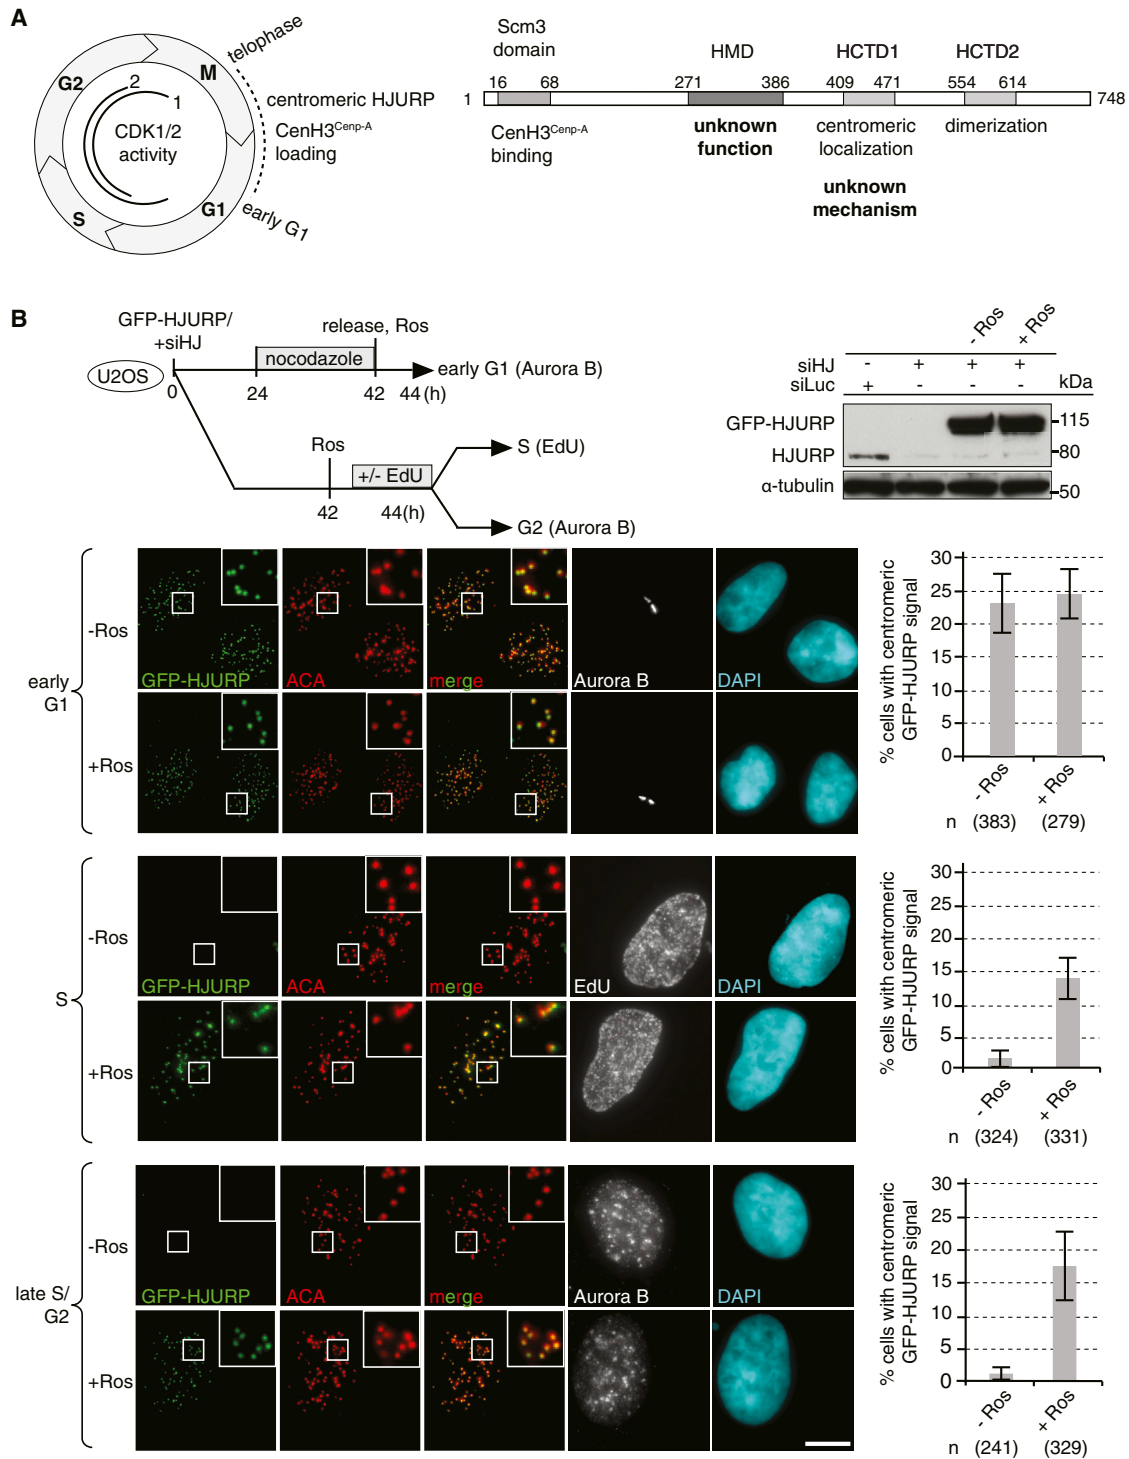 A
G2
M
S
G1
2
1
CDK1/2
activity
telophase
centromeric HJURP
CenH3Cenp-A
loading
early G1
Scm3
domain
HMD
HCTD1
HCTD2
16 68
271 386
409 471
554 614
1
748
CenH3Cenp-A
binding
unknown
function
centromeric
localization
unknown
mechanism
dimerization
B
GFP-HJURP/
+siHJ
release, Ros
U2OS
nocodazole
early G1 (Aurora B)
0
24
42
44 (h)
Ros
+/- EdU
S (EdU)
42
44(h)
G2 (Aurora B)
- Ros
+ Ros
siHJ - + + +
siLuc + - - -
kDa
GFP-HJURP
115
HJURP
80
α-tubulin
50
early
G1
-Ros
GFP-HJURP
ACA
merge
Aurora B
DAPI
+Ros
% cells with centromeric
GFP-HJURP signal
30
25
20
15
10
5
0
- Ros
+ Ros
n (383) (279)
S
-Ros
GFP-HJURP
ACA
merge
EdU
DAPI
+Ros
% cells with centromeric
GFP-HJURP signal
30
25
20
15
10
5
0
- Ros
+ Ros
n (324) (331)
late S/
G2
-Ros
GFP-HJURP
ACA
merge
Aurora B
DAPI
+Ros
% cells with centromeric
GFP-HJURP signal
30
25
20
15
10
5
0
- Ros
+ Ros
n (241) (329)